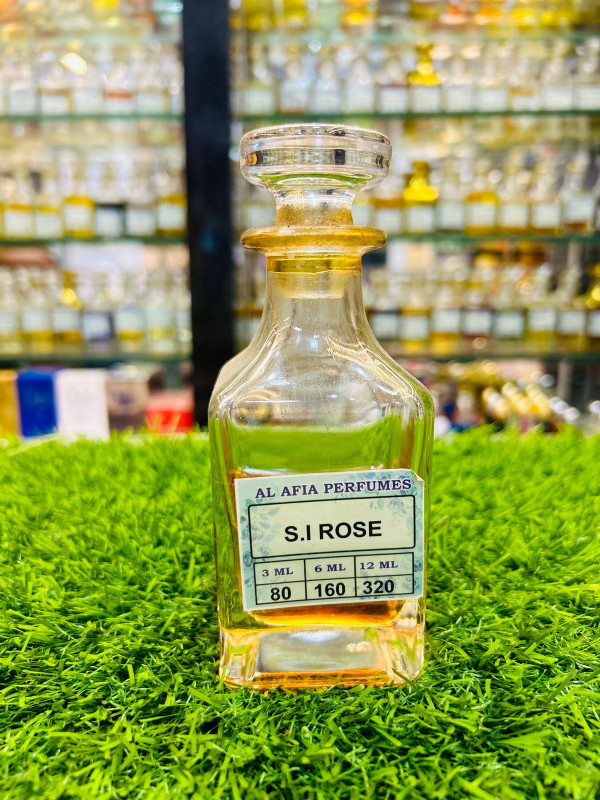 AL AFIA PERFUMES
S.I ROSE
3 ML 6 ML 12 ML
80 160 320